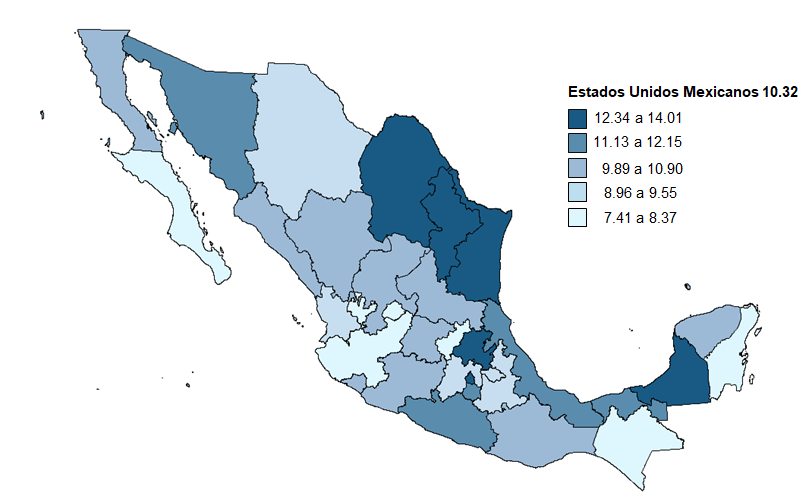 Estados Unidos Mexicanos 10.32
12.34 a 14.01
11.13 a 12.15
9.89 a 10.90
8.96 a 9.55
7.41 a 8.37